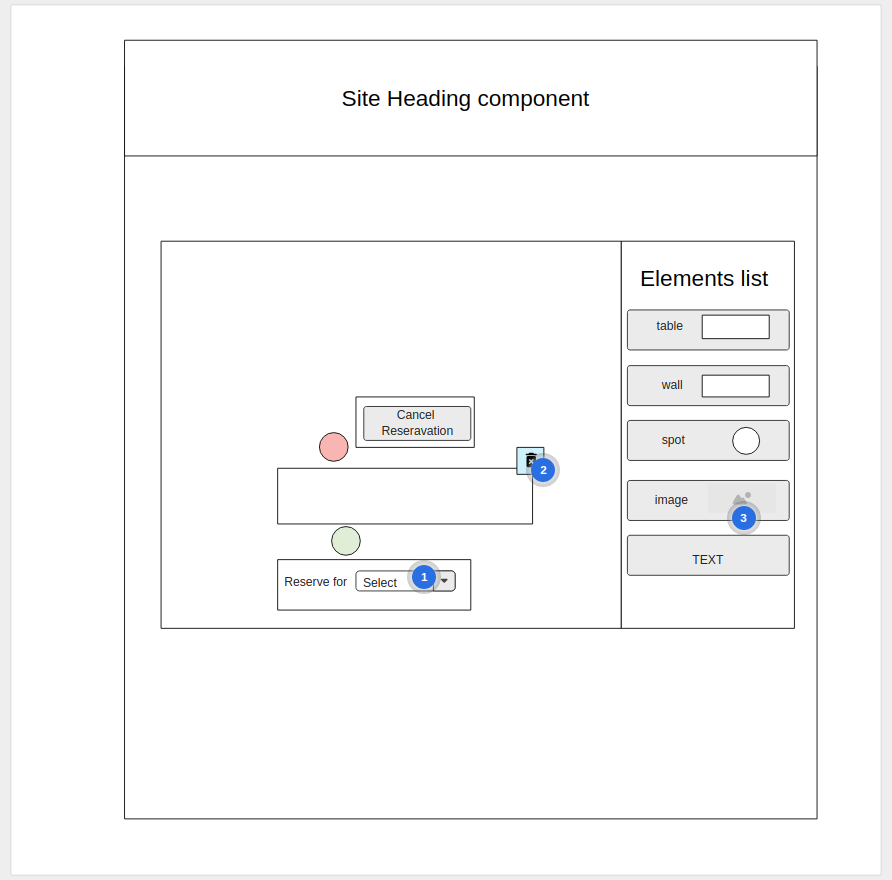 Site Heading component
Elements list
table
wall
spot
image
3
TEXT
Cancel
Reseravation
2
Reserve for
Select
1